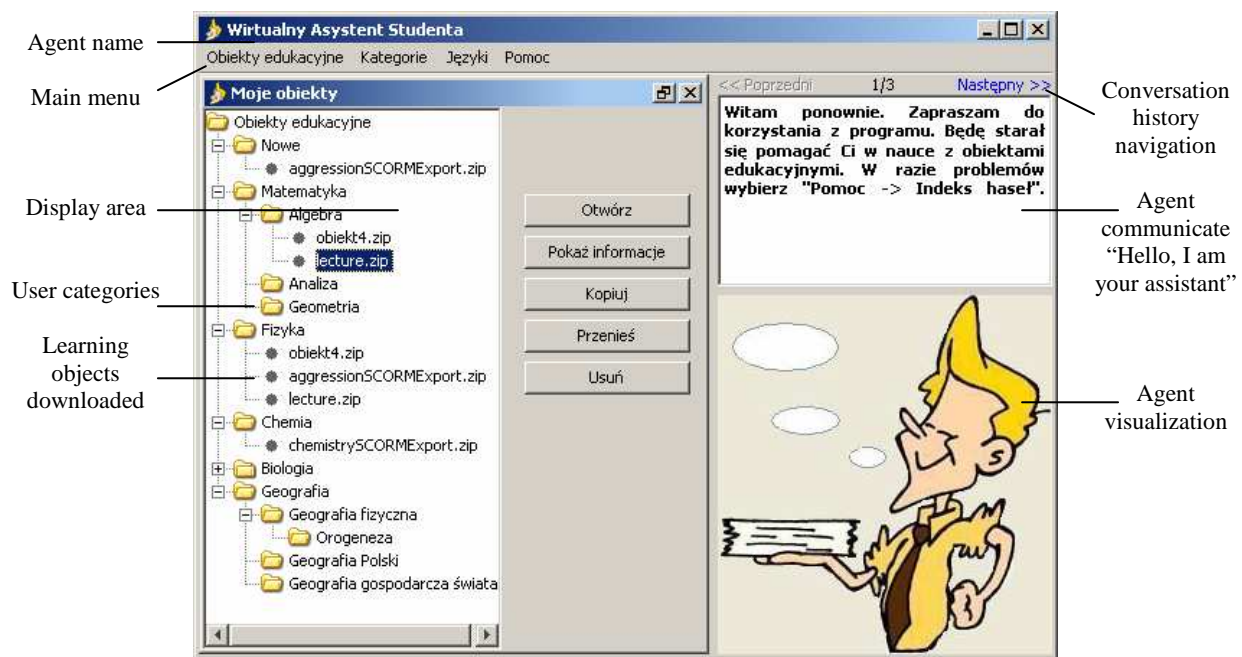 Wirtualny Asystent Studenta
Agent name
Obiekty edukacyjne Kategorie Języki Pomoc
Main menu
Moje obiekty
Obiekty edukacyjne
Nowe
aggressionSCORMExport.zip
Matematyka
Display area
Algebra
obiekt4.zip
lecture.zip
Analiza
User categories
Geometria
Fizyka
obiekt4.zip
Learning
objects
downloaded
aggressionSCORMExport.zip
lecture.zip
Chemia
chemistrySCORMExport.zip
Biologia
Geografia
Geografia fizyczna
Orogeneza
Geografia Polski
Geografia gospodarcza świata
Otwórz
Pokaż informacje
Kopiuj
Przenieś
Usuń
<< Poprzedni 1/3 Następny >>
Witam ponownie. Zapraszam do
korzystania z programu. Będę starał
się pomagać Ci w nauce z obiektami
edukacyjnymi. W razie problemów
wybierz "Pomoc -> Indeks haseł".
Conversation
history
navigation
Agent
communicate
“Hello, I am
your assistant”
Agent
visualization